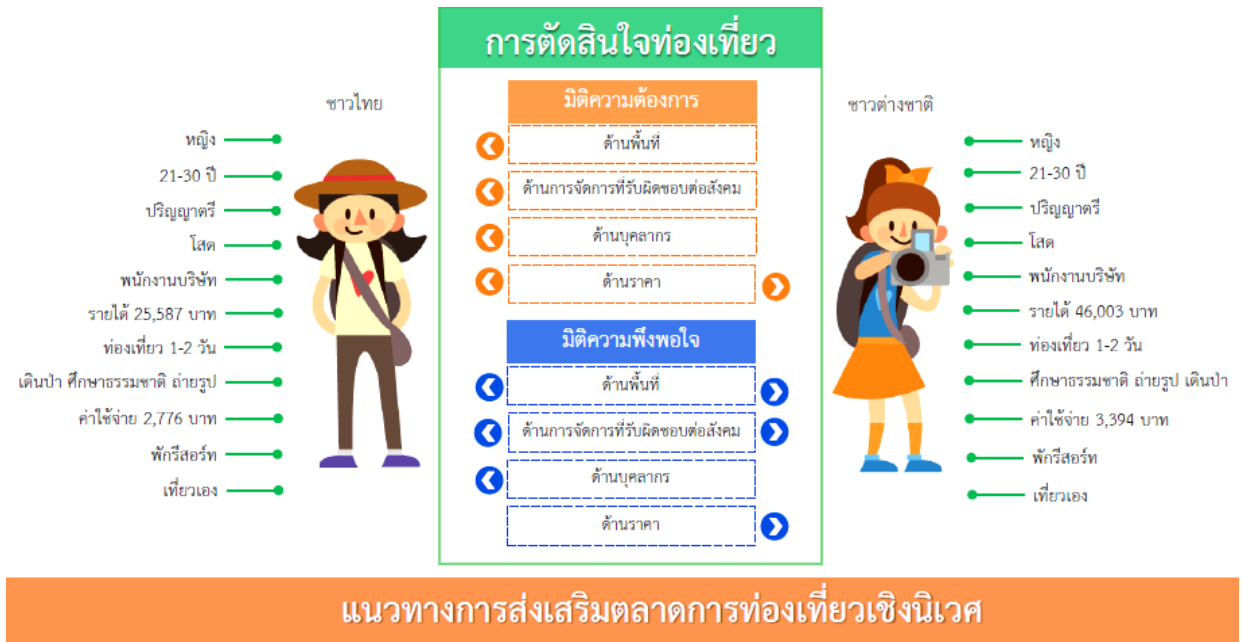 การตัดสินใจท่องเที่ยว
ชาวไทย
หญิง
21-30 ปี
ปริญญาตรี
โสด
พนักงานบริษัท
รายได้ 25,587 บาท
ท่องเที่ยว 1-2 วัน
เดินป่า ศึกษาธรรมชาติ ถ่ายรูป
ค่าใช้จ่าย 2,776 บาท
พักรีสอร์ท
เที่ยวเอง
มิติความต้องการ
ด้านพื้นที่
ด้านการจัดการที่รับผิดชอบต่อสังคม
ด้านบุคลากร
ด้านราคา
มิติความพึงพอใจ
ด้านพื้นที่
ด้านการจัดการที่รับผิดชอบต่อสังคม
ด้านบุคลากร
ด้านราคา
ชาวต่างชาติ
หญิง
21-30 ปี
ปริญญาตรี
โสด
พนักงานบริษัท
รายได้ 46,003 บาท
ท่องเที่ยว 1-2 วัน
ศึกษาธรรมชาติ ถ่ายรูป เดินป่า
ค่าใช้จ่าย 3,394 บาท
พักรีสอร์ท
เที่ยวเอง
แนวทางการส่งเสริมตลาดการท่องเที่ยวเชิงนิเวศ